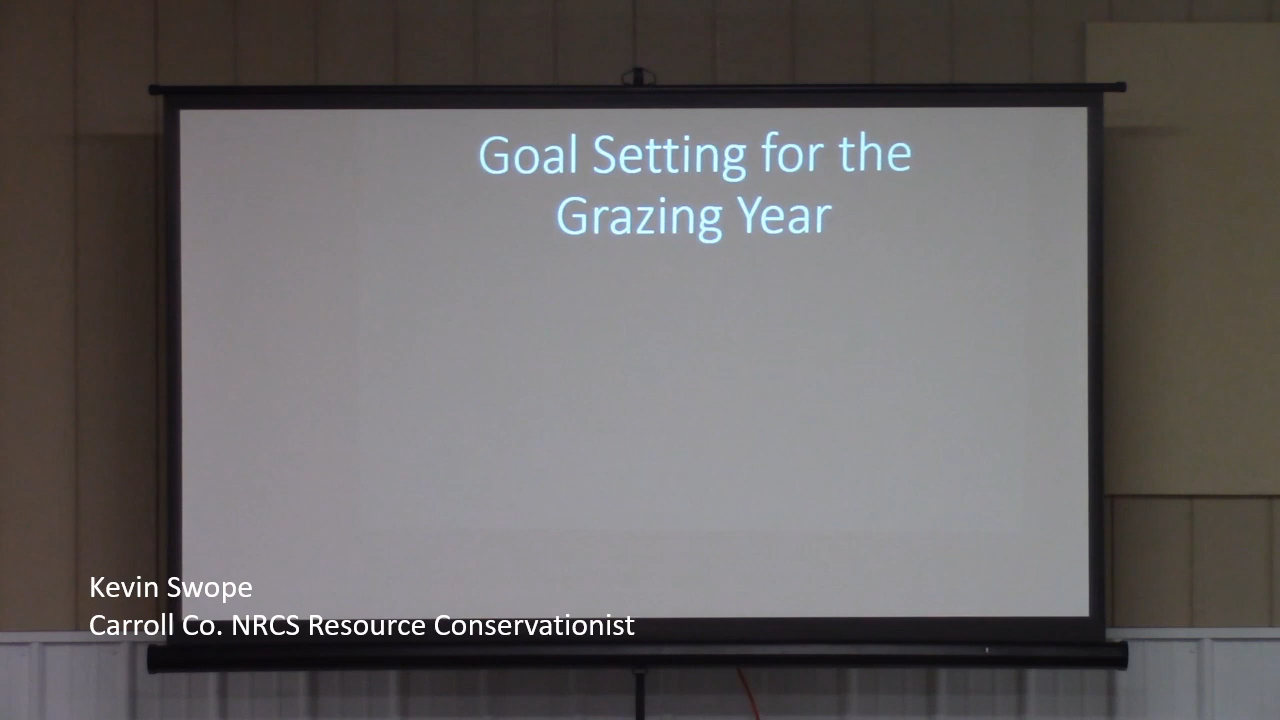 Goal Setting for the
Grazing Year
Kevin Swope
Carroll Co. NRCS Resource Conservationist